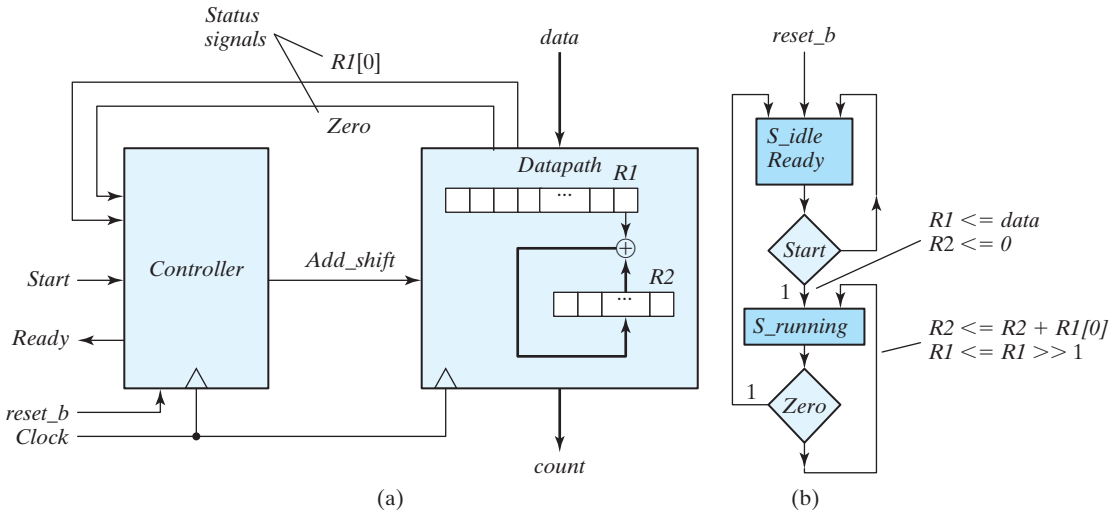 Status
signals
R1[0]
Zero
data
Datapath
R1
...
R2
...
Controller
Add_shift
Start
Ready
reset_b
Clock
count
(a)
reset_b
S_idle
Ready
Start
R1 <= data
R2 <= 0
1
S_running
R2 <= R2 + R1[0]
R1 <= R1 >> 1
1
Zero
(b)